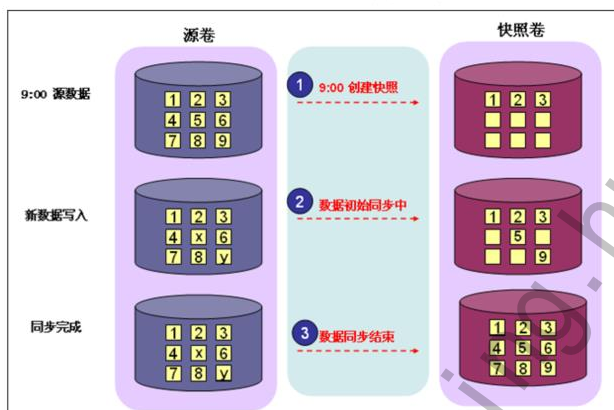 源卷
快照卷
9:00 源数据
1 2 3
4 5 6
7 8 9
1 9:00 创建快照
1 2 3
新数据写入
1 2 3
4 x 6
7 8 y
2 数据初始同步中
1 2 3
5
9
同步完成
1 2 3
4 x 6
7 8 y
3 数据同步结束
1 2 3
4 5 6
7 8 9